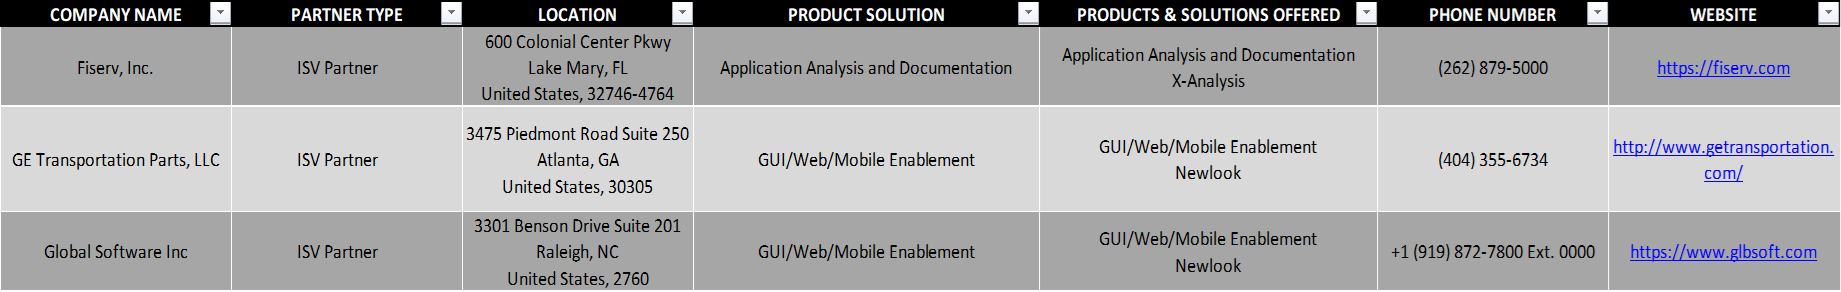 COMPANY NAME PARTNER TYPE LOCATION PRODUCT SOLUTION PRODUCTS & SOLUTIONS OFFERED PHONE NUMBER WEBSITE
Fiserv, Inc.
ISV Partner
600 Colonial Center Pkwy
Lake Mary, FL
United States, 32746-4764
Application Analysis and Documentation
Application Analysis and Documentation
X-Analysis
(262) 879-5000
https://fiserv.com
GE Transportation Parts, LLC
ISV Partner
3475 Piedmont Road Suite 250
Atlanta, GA
United States, 30305
GUI/Web/Mobile Enablement
GUI/Web/Mobile Enablement
Newlook
(404) 355-6734
http://www.getransportation.
com/
Global Software Inc
ISV Partner
3301 Benson Drive Suite 201
Raleigh, NC
United States, 2760
GUI/Web/Mobile Enablement
GUI/Web/Mobile Enablement
Newlook
+1 (919) 872-7800 Ext. 0000
https://www.glbsoft.com